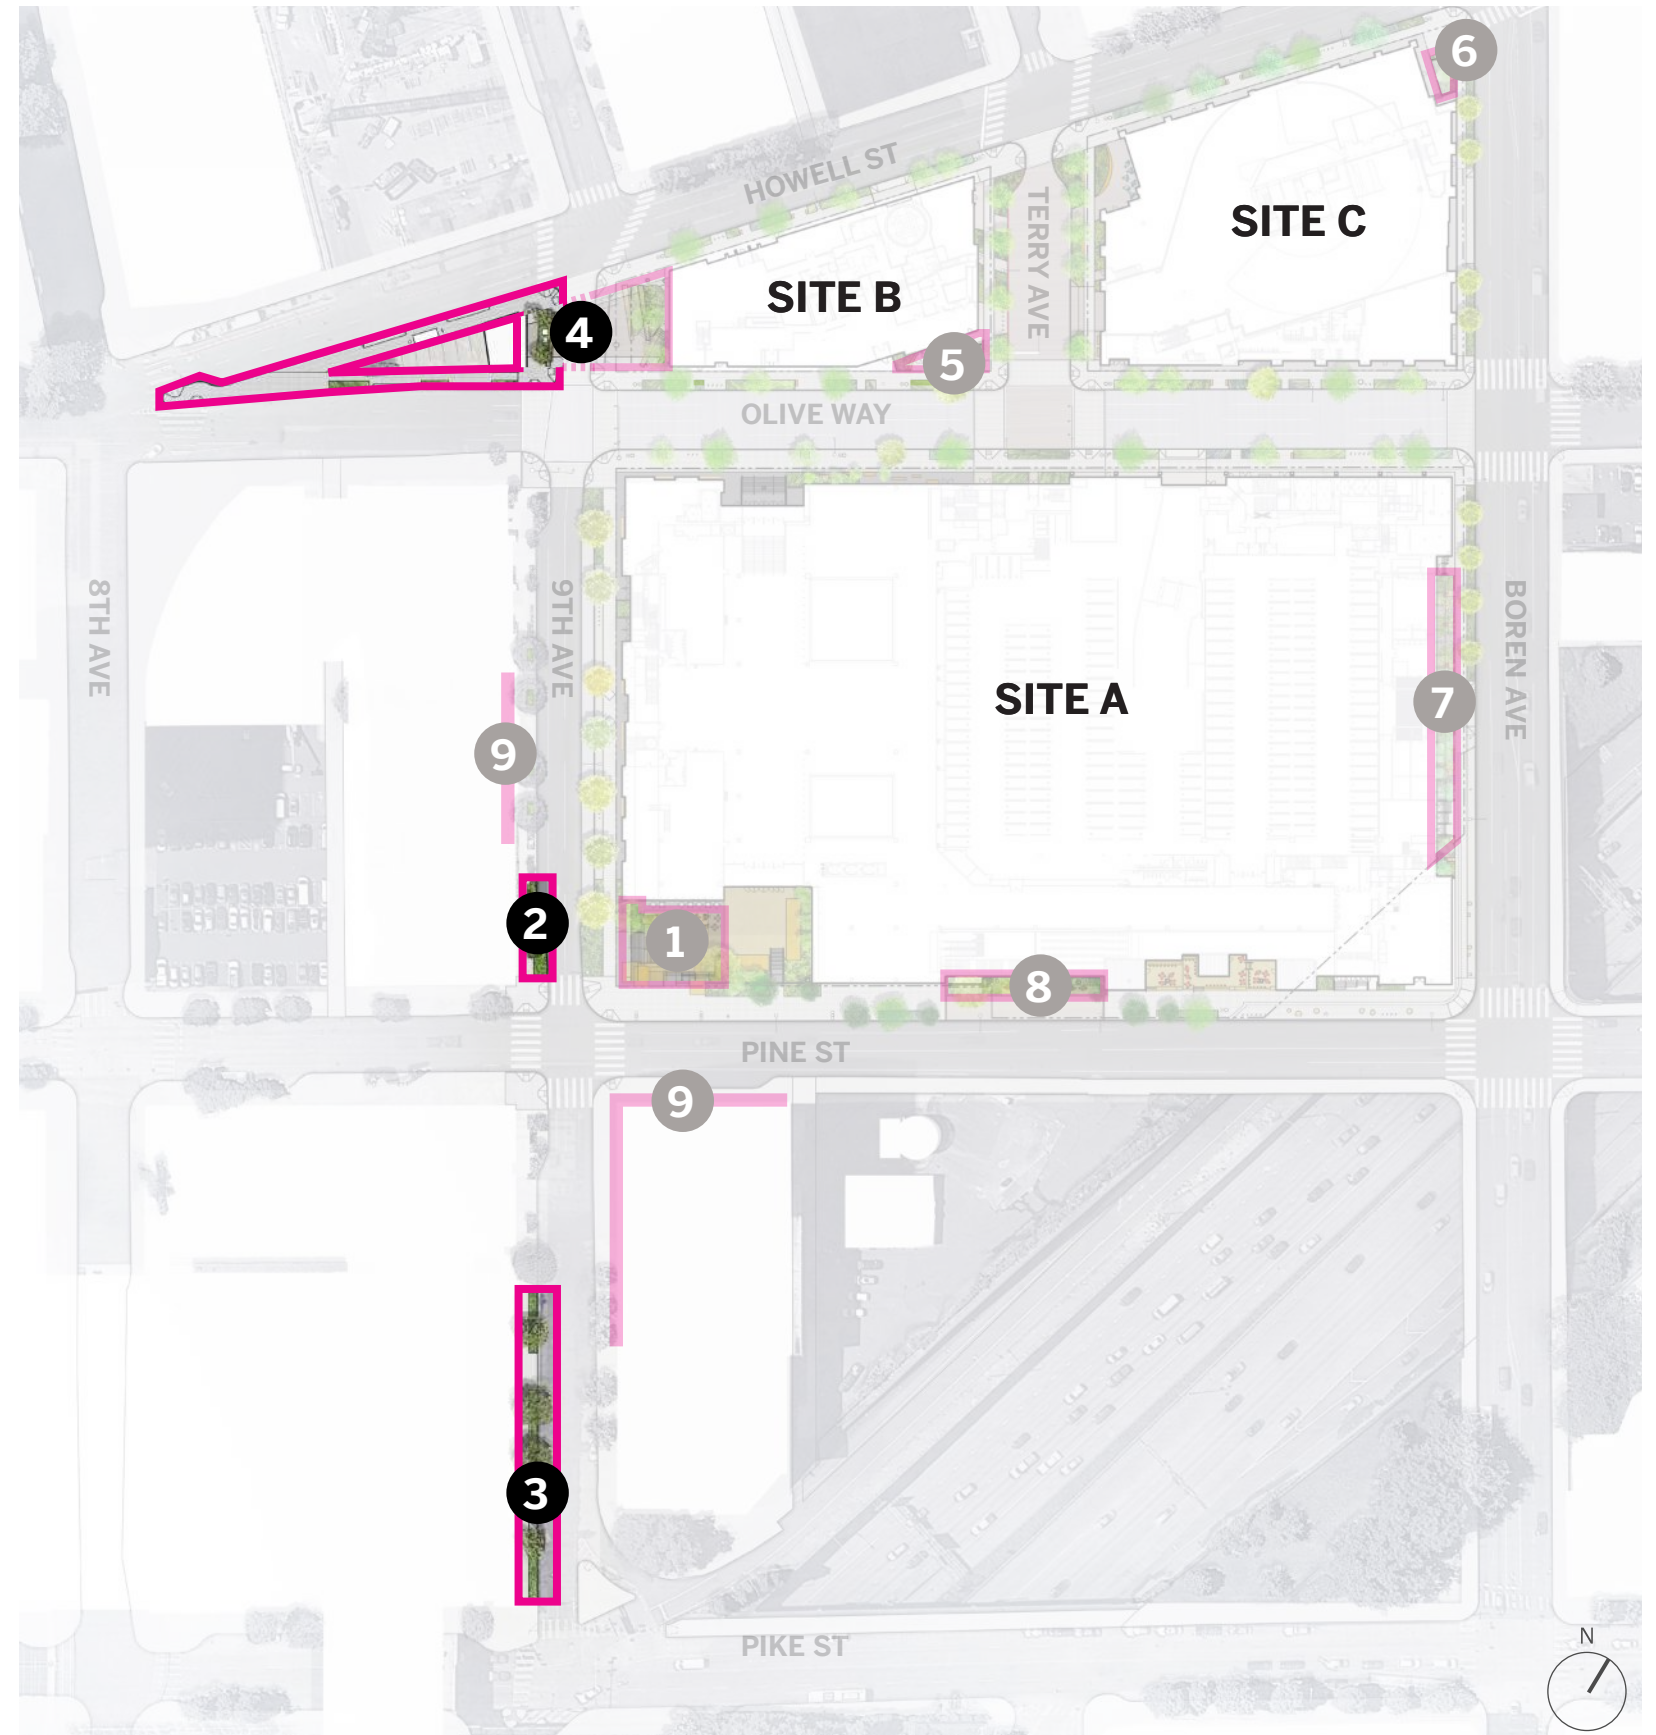 6
HOWELL ST
TERRY AVE
SITE C
SITE B
4
5
OLIVE WAY
8TH AVE
9TH AVE
BOREN AVE
SITE A
7
9
2
1
8
PINE ST
9
3
PIKE ST
N